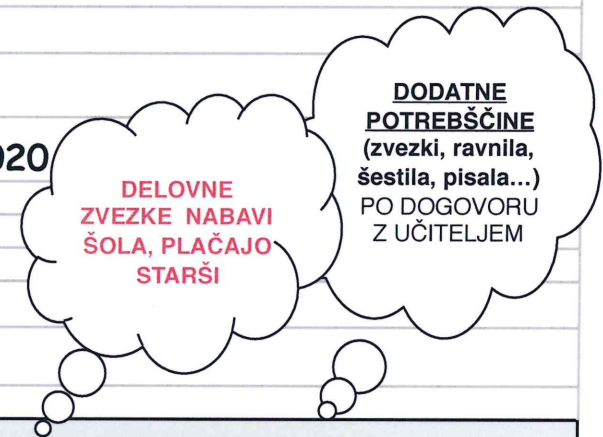 020
DELOVNE
ZVEZKE NABAVI
ŠOLA, PLAČAJO
STARŠI
DODATNE
POTREBŠČINE
(zvezki, ravnila,
šestila, pisala...)
PO DOGOVORU
Z UČITELJEM